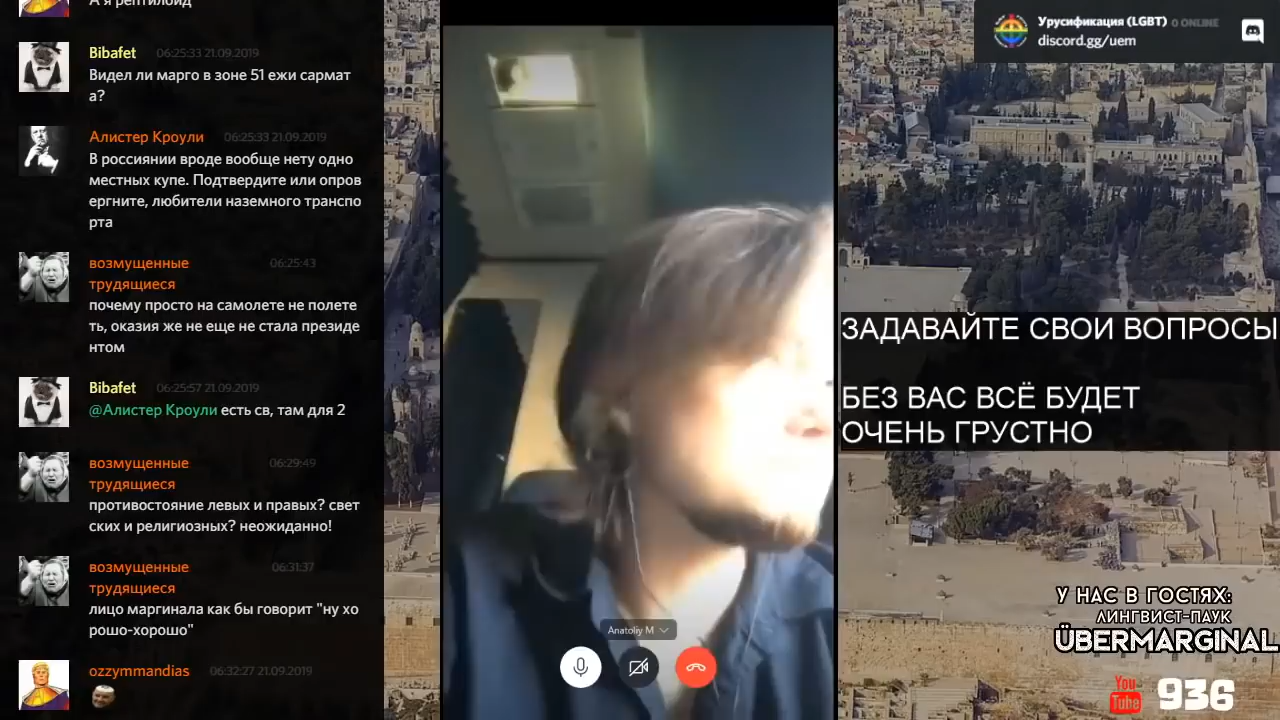 А я рептилоид
Bibafet 06:25:33 21.09.2019
Видел ли марго в зоне 51 ежи сармат
а?
Алистер Кроули 06:25:33 21.09.2019
В россиянии вроде вообще нету одно
местных купе. Подтвердите или опров
ергните, любители наземного транспо
рта
возмущенные 06:25:43
трудящиеся
почему просто на самолете не полете
ть, оказия же не еще не стала президе
нтом
Bibafet 06:25:57 21.09.2019
@Алистер Кроули есть св, там для 2
возмущенные 06:29:49
трудящиеся
противостояние левых и правых? свет
ских и религиозных? неожиданно!
возмущенные 06:31:37
трудящиеся
лицо маргинала как бы говорит "ну хо
рошо-хорошо"
ozzymmandias 06:32:27 21.09.2019
Anatoliy M
Урусификация (LGBT) 0 ONLINE
discord.gg/uem
ЗАДАВАЙТЕ СВОИ ВОПРОСЫ
БЕЗ ВАС ВСЁ БУДЕТ
ОЧЕНЬ ГРУСТНО
У НАС В ГОСТЯХ:
ЛИНГВИСТ-ПАУК
ÜBERMARGINAL
You Tube 936